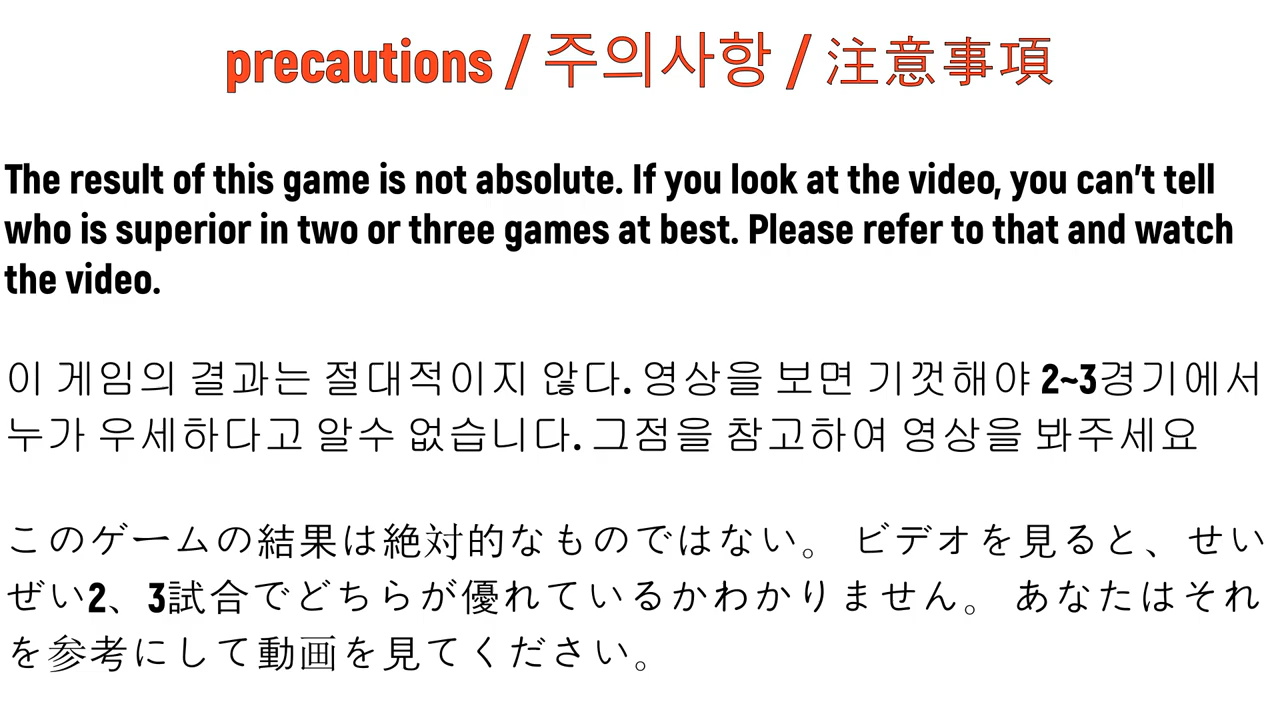 precautions / 주의사항 / 注意事項
The result of this game is not absolute. If you look at the video, you can't tell
who is superior in two or three games at best. Please refer to that and watch
the video.
이 게임의 결과는 절대적이지 않다. 영상을 보면 기껏해야 2~3경기에서
누가 우세하다고 알수 없습니다. 그점을 참고하여 영상을 봐주세요
このゲームの結果は絶対的なものではない。 ビデオを見ると、せい
ぜい2、3試合でどちらが優れているかわかりません。 あなたはそれ
を参考にして動画を見てください。